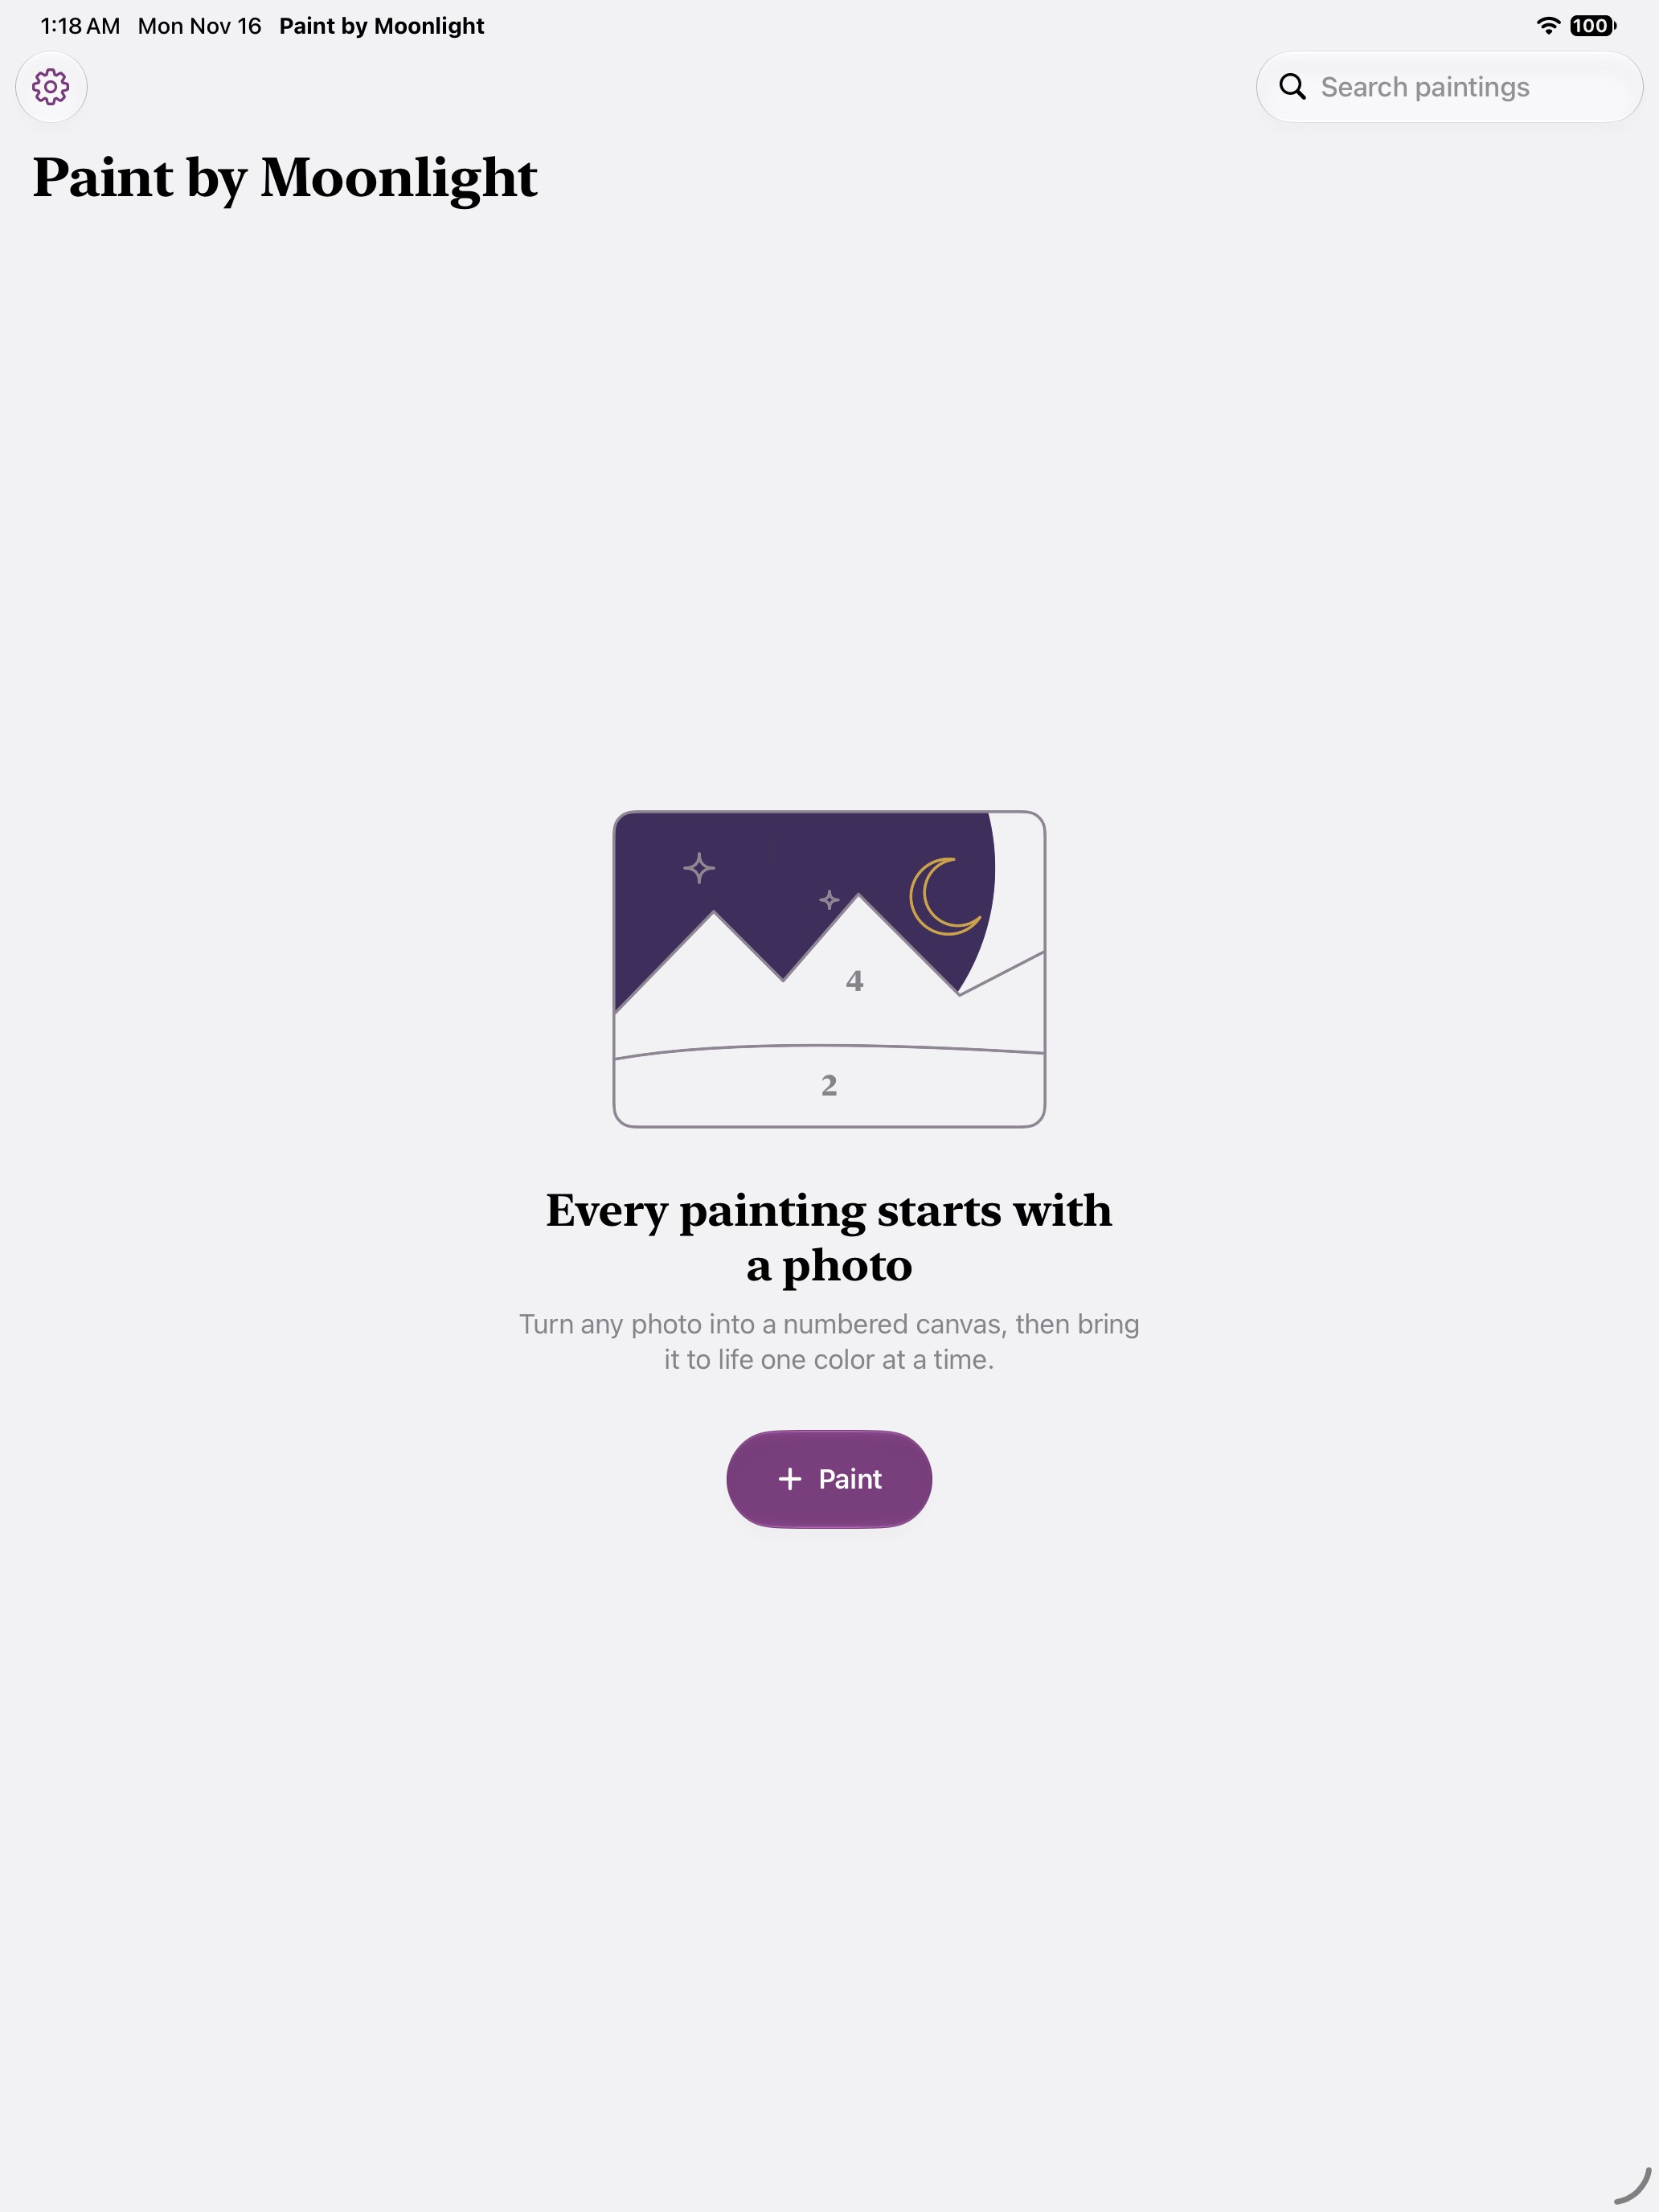 1:18 AM Mon Nov 16 Paint by Moonlight 100
Search paintings
Paint by Moonlight
4
2
Every painting starts with
a photo
Turn any photo into a numbered canvas, then bring
it to life one color at a time.
+ Paint